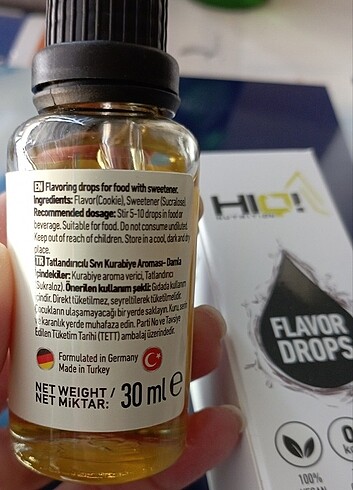 EN Flavoring drops for food with sweetener.
Ingredients: Flavor(Cookie), Sweetener (Sucralose).
Recommended dosage: Stir 5-10 drops in food or
beverage. Suitable for food. Do not consume undiluted.
Keep out of reach of children. Store in a cool, dark and dry
place.
TR Tatlandırıcılı Sıvı Kurabiye Aroması- Damla
İçindekiler: Kurabiye aroma verici, Tatlandırıcı
(Sukraloz). Önerilen kullanım şekli: Gıdada kullanım
içindir. Direkt tüketilmez, seyreltilerek tüketilmelidir.
Çocukların ulaşamayacağı bir yerde saklayın. Kuru, serin
ve karanlık yerde muhafaza edin. Parti No ve Tavsiye
Edilen Tüketim Tarihi (TETT) ambalaj üzerindedir.
Formulated in Germany
Made in Turkey
NET WEIGHT /
NET MİKTAR: 30 ml e
HIQ!
NUTRITION
FLAVOR
DROPS
0
100%